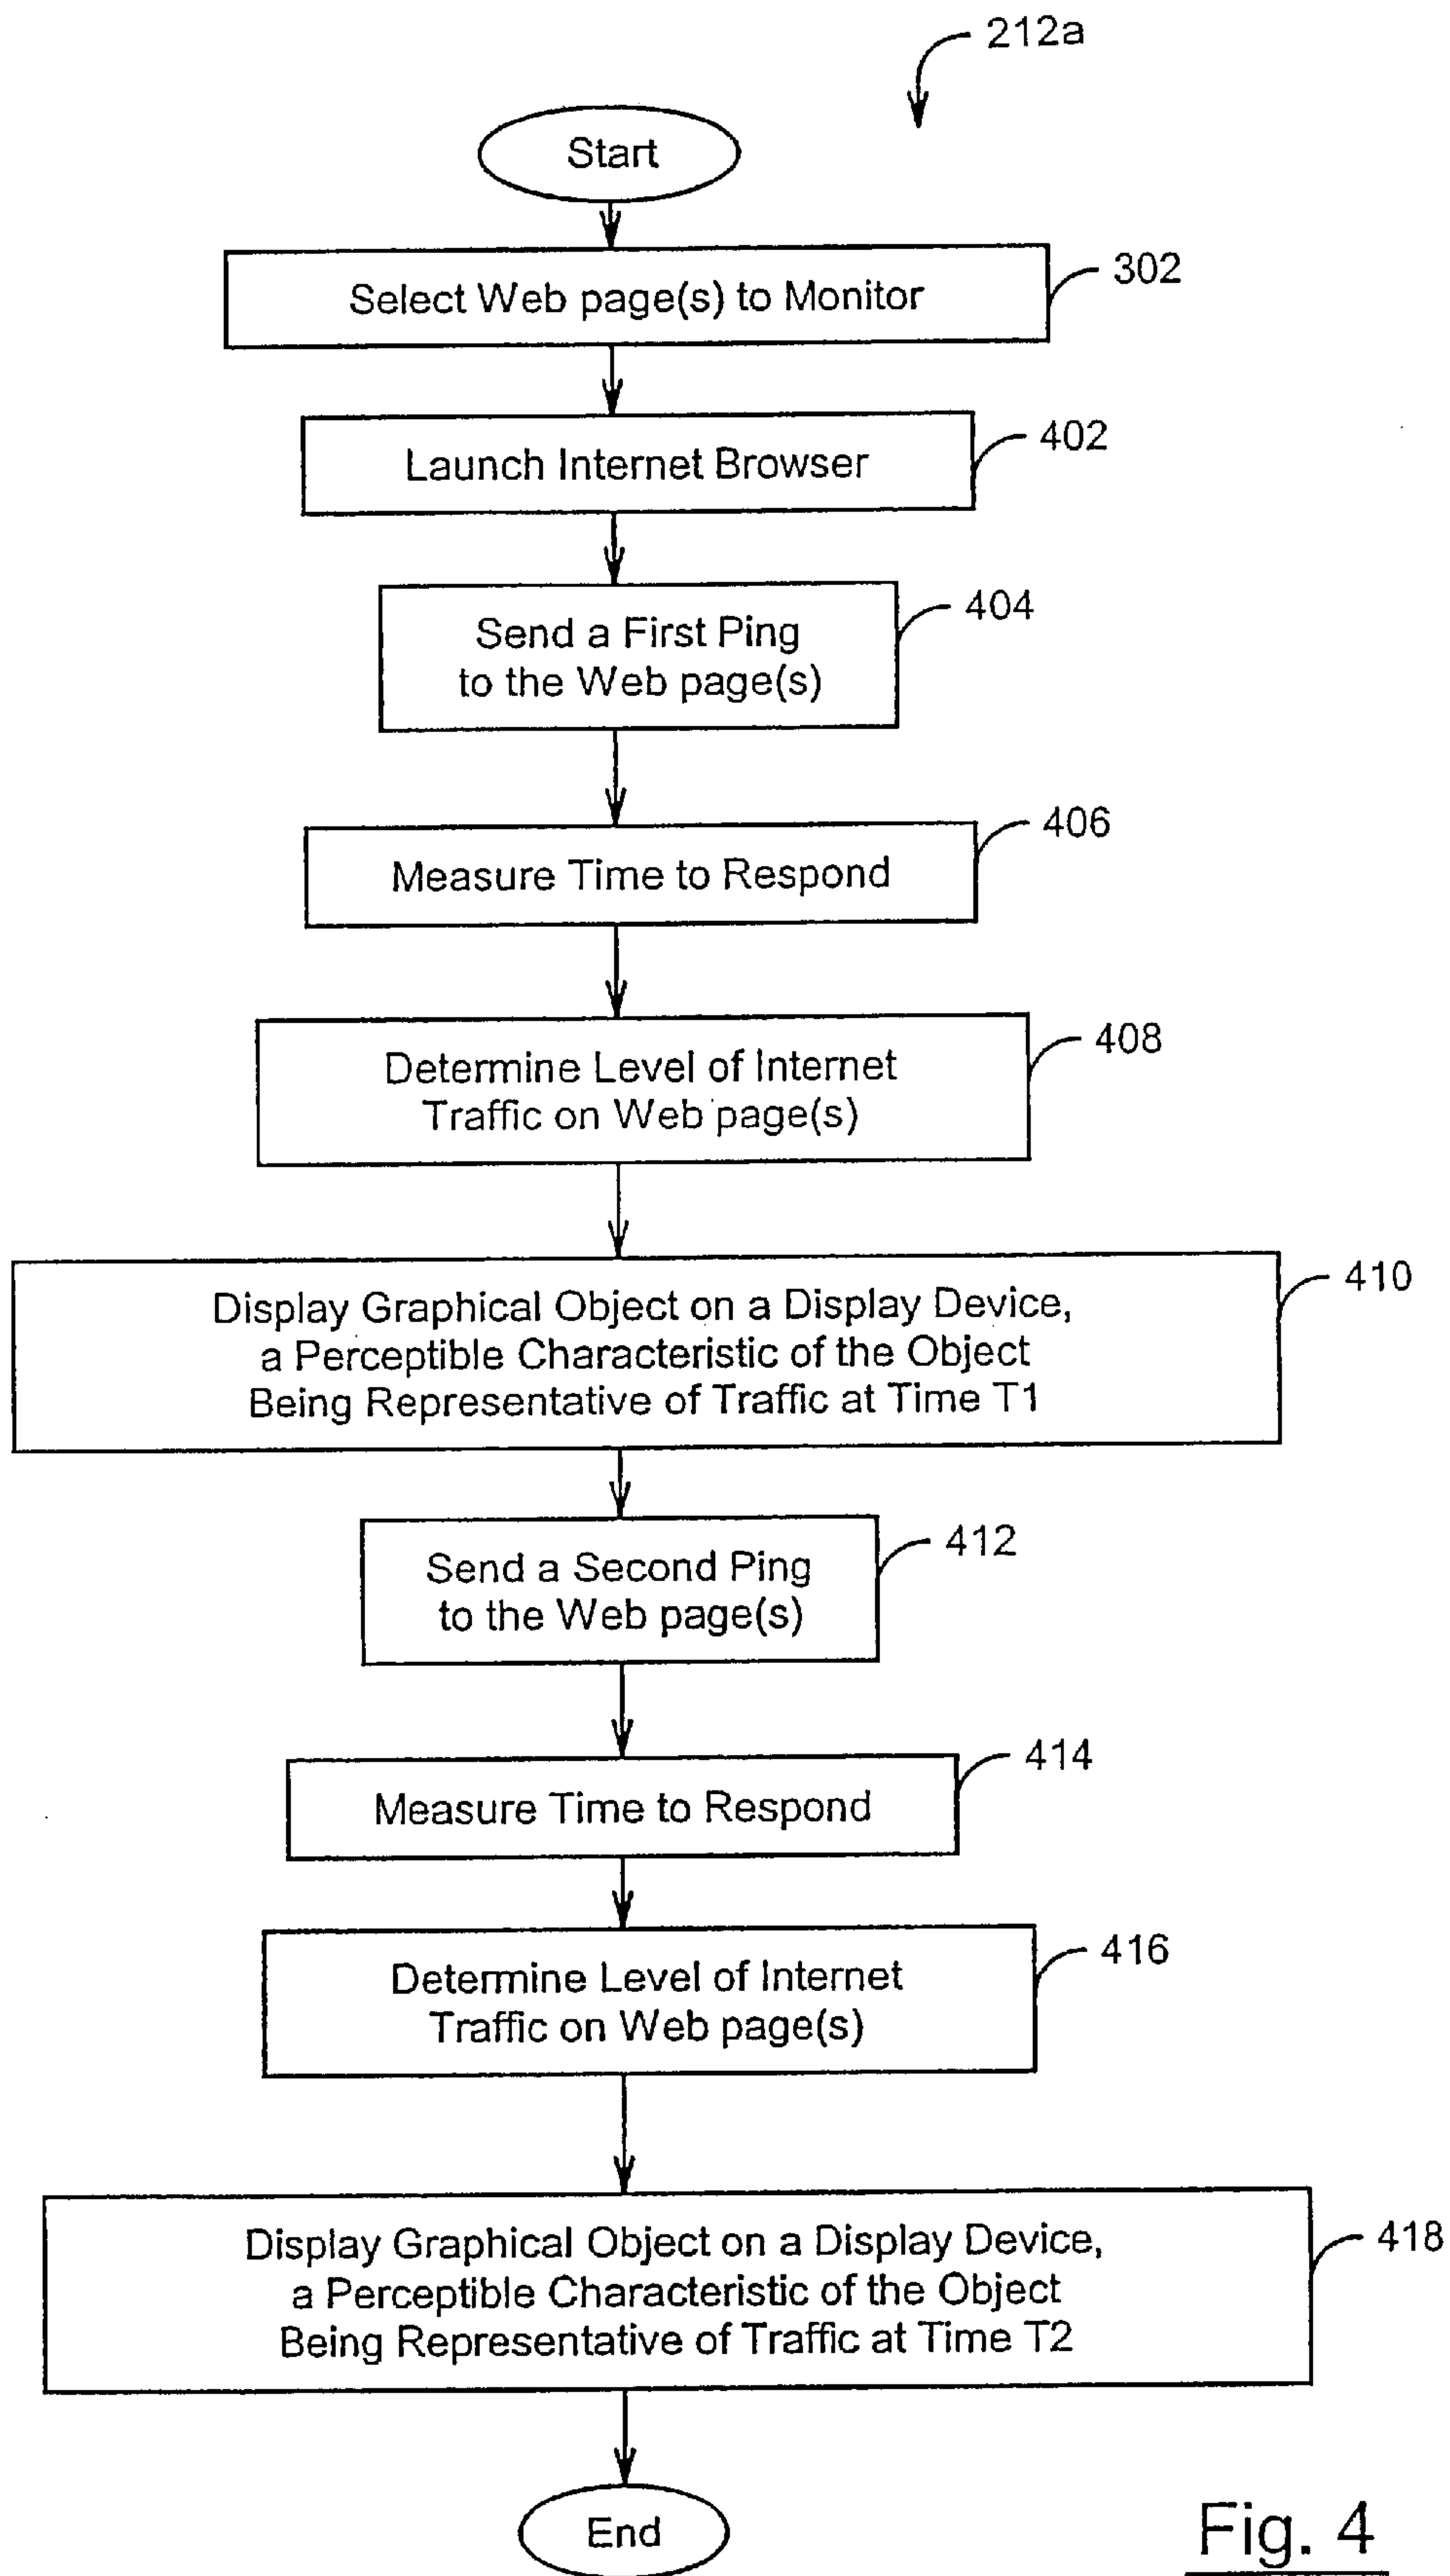 212a
Start
Select Web page(s) to Monitor
302
Launch Internet Browser
402
Send a First Ping
to the Web page(s)
404
Measure Time to Respond
406
Determine Level of Internet
Traffic on Web page(s)
408
Display Graphical Object on a Display Device,
a Perceptible Characteristic of the Object
Being Representative of Traffic at Time T1
410
Send a Second Ping
to the Web page(s)
412
Measure Time to Respond
414
Determine Level of Internet
Traffic on Web page(s)
416
Display Graphical Object on a Display Device,
a Perceptible Characteristic of the Object
Being Representative of Traffic at Time T2
418
End
Fig. 4